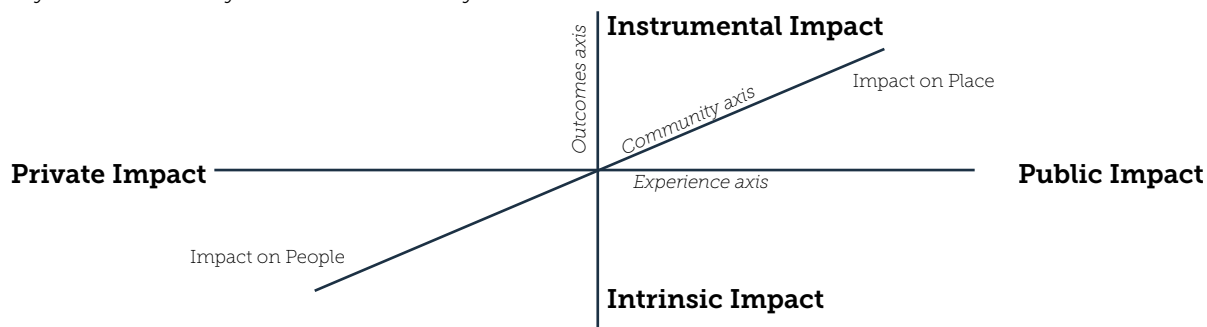 Instrumental Impact
Outcomes axis
Community axis
Impact on Place
Private Impact
Experience axis
Public Impact
Impact on People
Intrinsic Impact